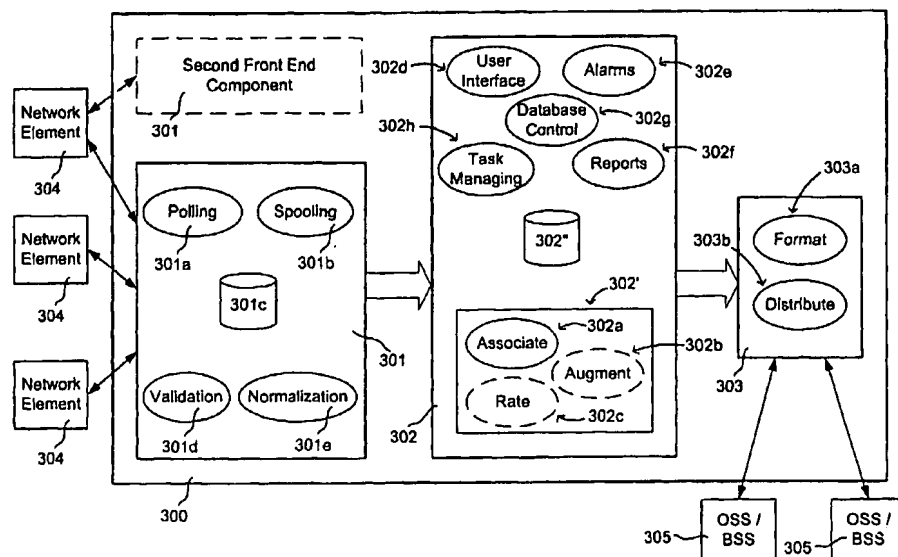 Second Front End
Component
301
Network
Element
304
Network
Element
304
Network
Element
304
Polling
301a
Spooling
301b
301c
301
Validation
301d
Normalization
301e
300
302d
User
Interface
Alarms
302e
Database
Control
302g
302h
Task
Managing
Reports
302f
302"
302'
Associate
302a
Augment
302b
Rate
302c
302
303a
Format
303b
Distribute
303
305
OSS /
BSS
305
OSS /
BSS